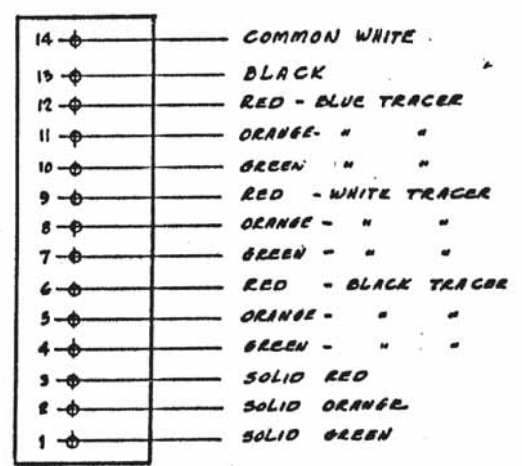 14 COMMON WHITE
13 BLACK
12 RED - BLUE TRACER
11 ORANGE- " "
10 GREEN " "
9 RED - WHITE TRACER
8 ORANGE - " "
7 GREEN - " "
6 RED - BLACK TRACER
5 ORANGE - " "
4 GREEN - " "
3 SOLID RED
2 SOLID ORANGE
1 SOLID GREEN